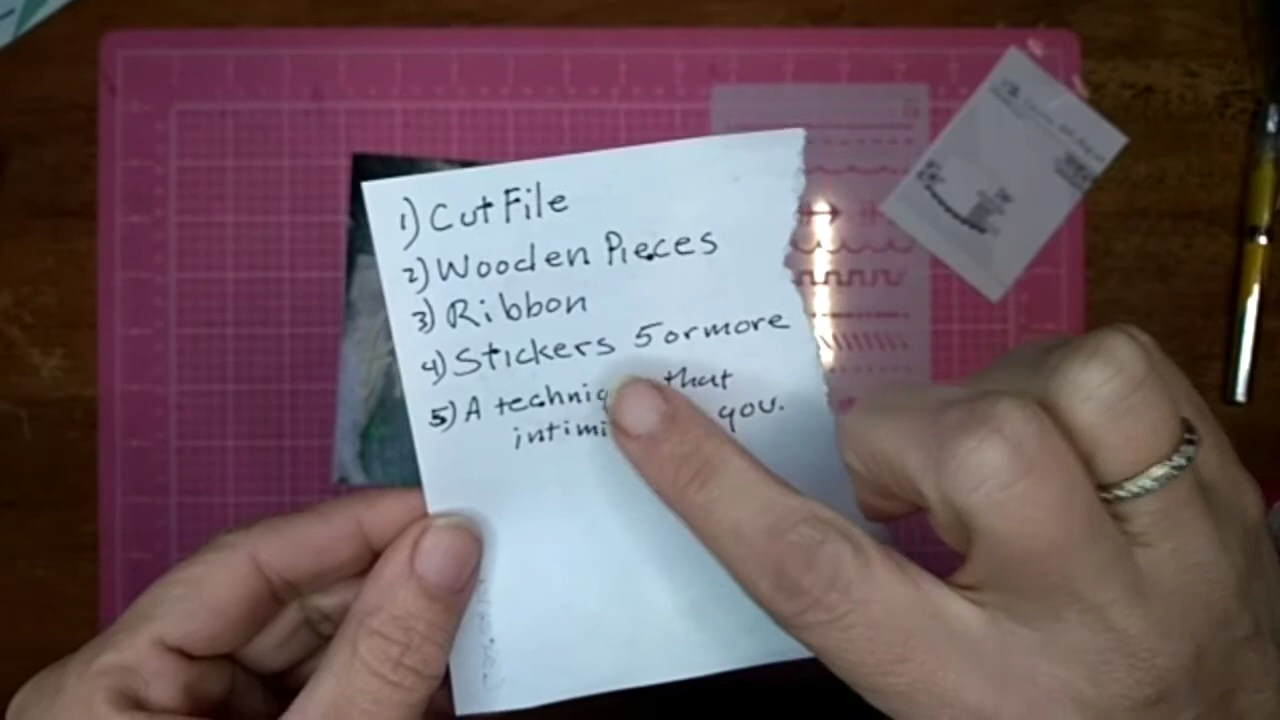 1) Cut File
2) Wooden Pieces
3) Ribbon
4) Stickers 5 or more
5) A that
you.